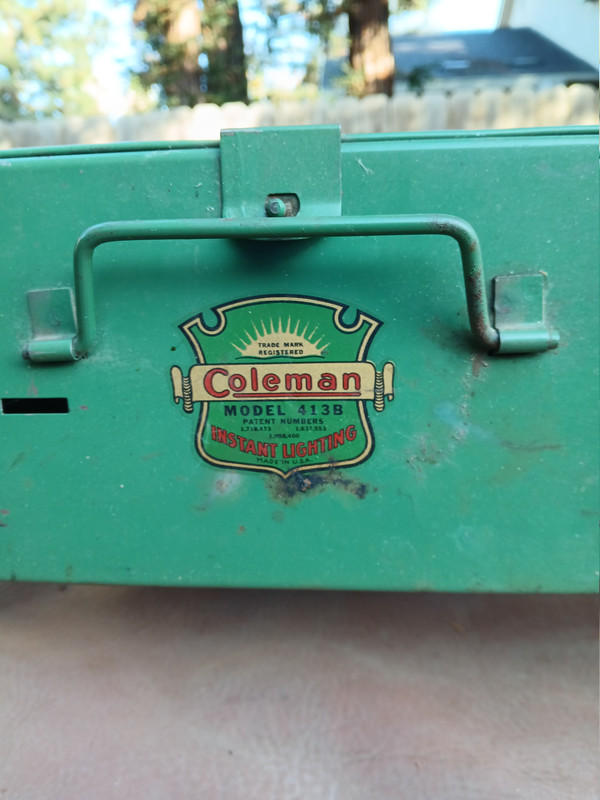 TRADE MARK
REGISTERED
Coleman
MODEL 413B
PATENT NUMBERS
INSTANT LIGHTING
MADE IN U.S.A.